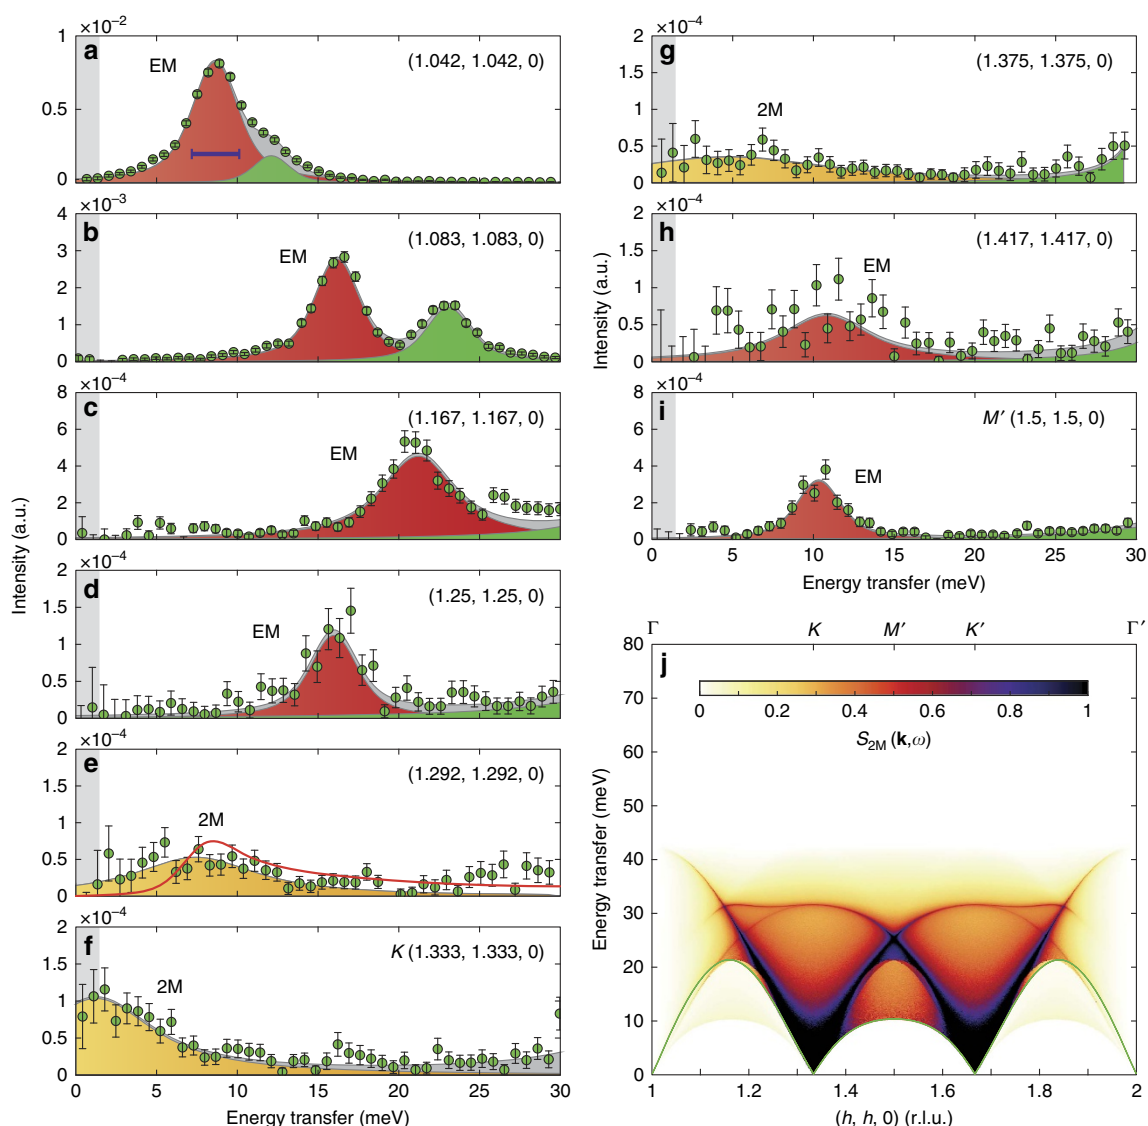 ×10⁻²
a
EM
(1.042, 1.042, 0)
1
0.5
0
×10⁻³
b
EM
(1.083, 1.083, 0)
4
3
2
1
0
×10⁻⁴
c
EM
(1.167, 1.167, 0)
8
6
4
2
0
×10⁻⁴
d
EM
(1.25, 1.25, 0)
2
1.5
1
0.5
0
×10⁻⁴
e
2M
(1.292, 1.292, 0)
2
1.5
1
0.5
0
×10⁻⁴
f
2M
K (1.333, 1.333, 0)
2
1.5
1
0.5
0
0 5 10 15 20 25 30
Energy transfer (meV)
Intensity (a.u.)
×10⁻⁴
g
2M
(1.375, 1.375, 0)
2
1.5
1
0.5
0
×10⁻⁴
h
EM
(1.417, 1.417, 0)
2
1.5
1
0.5
0
×10⁻⁴
i
EM
M′ (1.5, 1.5, 0)
8
6
4
2
0
0 5 10 15 20 25 30
Energy transfer (meV)
Intensity (a.u.)
Γ K M′ K′ Γ′
j
0 0.2 0.4 0.6 0.8 1
S2M (k,ω)
80
70
60
50
40
30
20
10
0
Energy transfer (meV)
1 1.2 1.4 1.6 1.8 2
(h, h, 0) (r.l.u.)